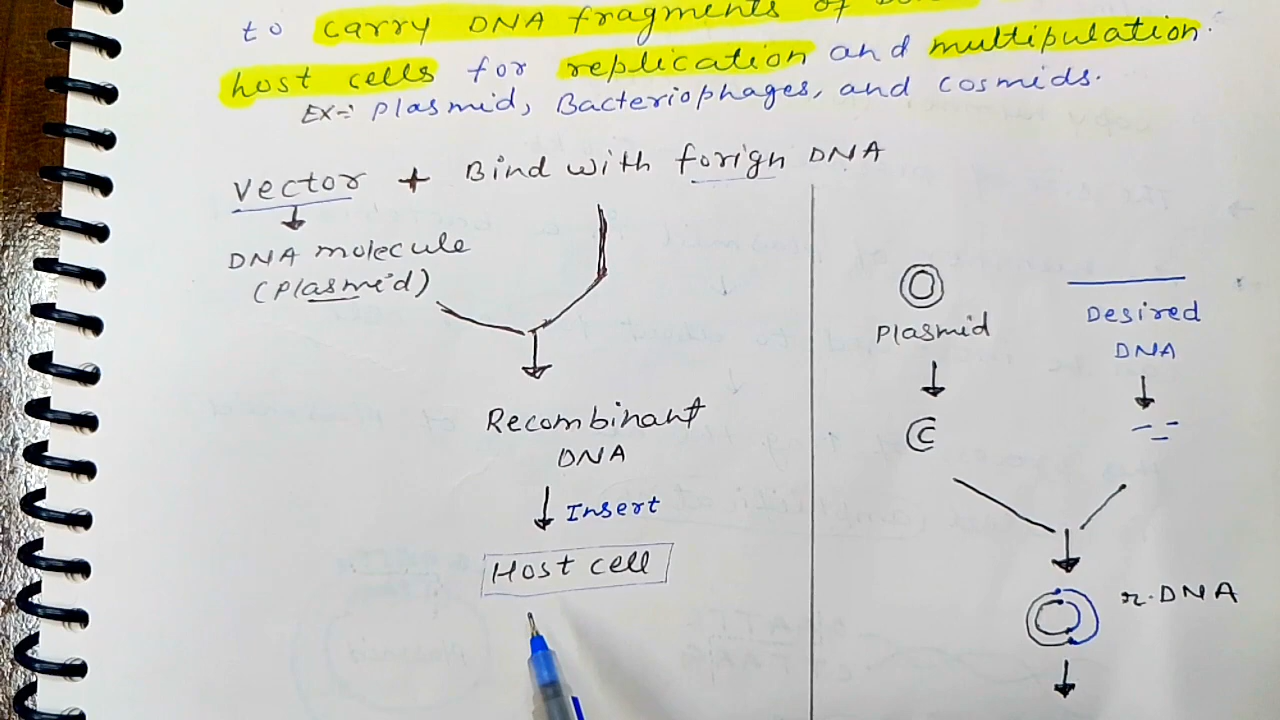 to carry DNA fragments of
host cells for replication and multipulation.
Ex:- Plasmid, Bacteriophages, and cosmids.
Vector + Bind with forign DNA
DNA molecule
(Plasmid)
Recombinant
DNA
Insert
Host cell
Plasmid
Desired
DNA
r.DNA